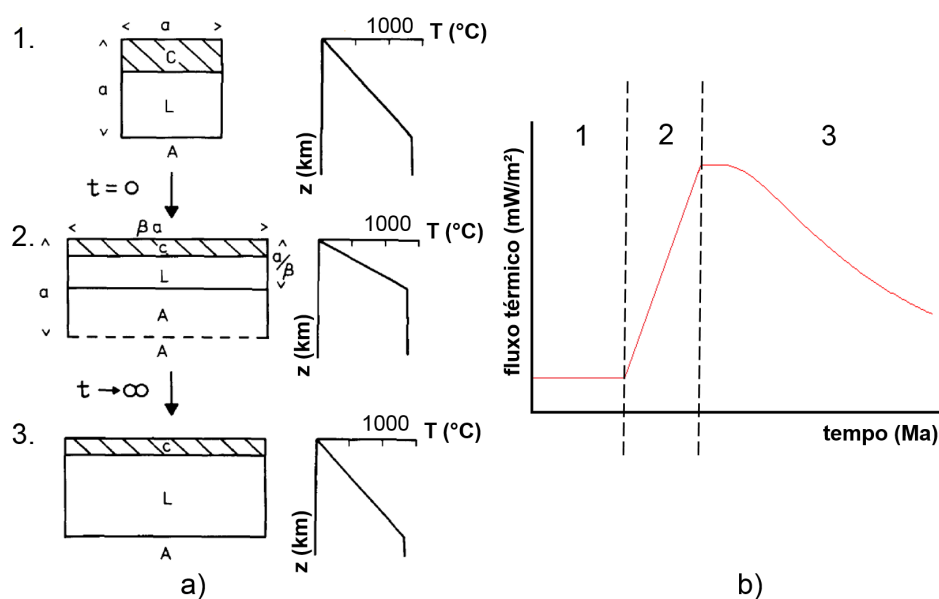 1.
< a >
^ a v
C
L
A
1000 T (°C)
z (km)
t = 0
2.
< βa >
^ a v
^ a/β v
c
L
A
A
1000 T (°C)
z (km)
t → ∞
3.
c
L
A
1000 T (°C)
z (km)
a)
1 2 3
fluxo térmico (mW/m²)
tempo (Ma)
b)